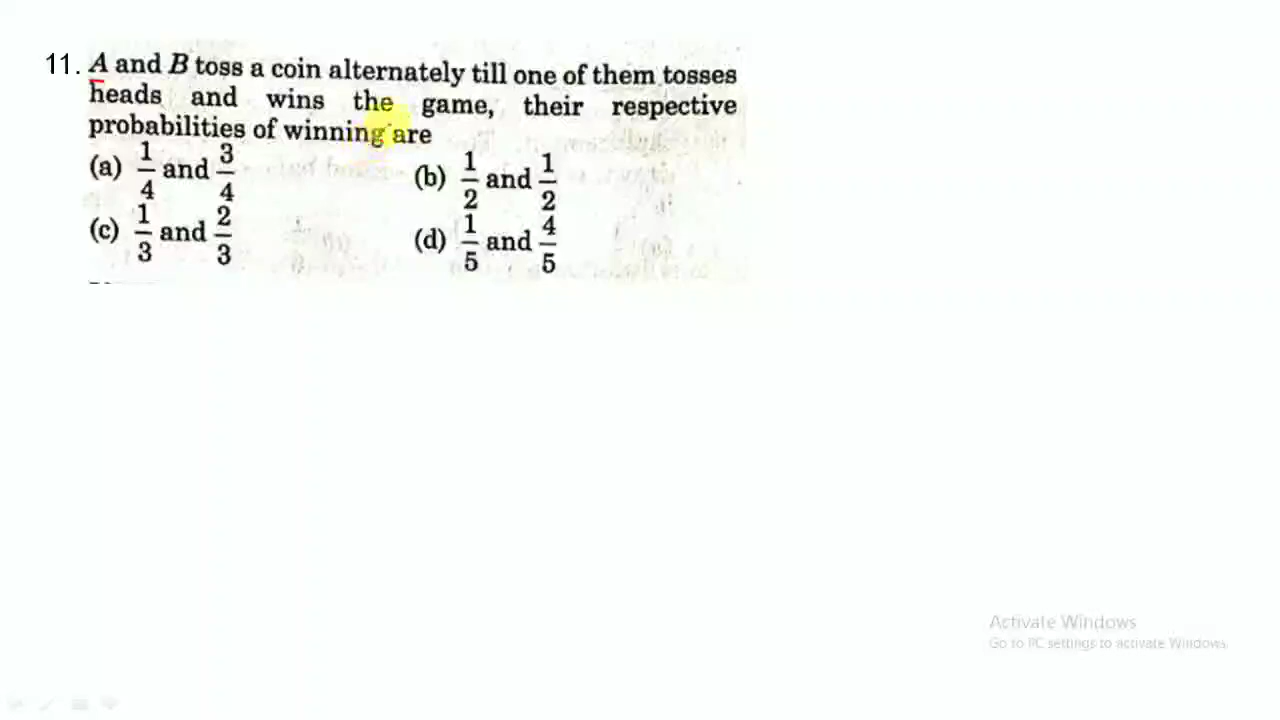 11. A and B toss a coin alternately till one of them tosses
heads and wins the game, their respective
probabilities of winning are
(a) 1/4 and 3/4 (b) 1/2 and 1/2
(c) 1/3 and 2/3 (d) 1/5 and 4/5
Activate Windows
Go to PC settings to activate Windows.